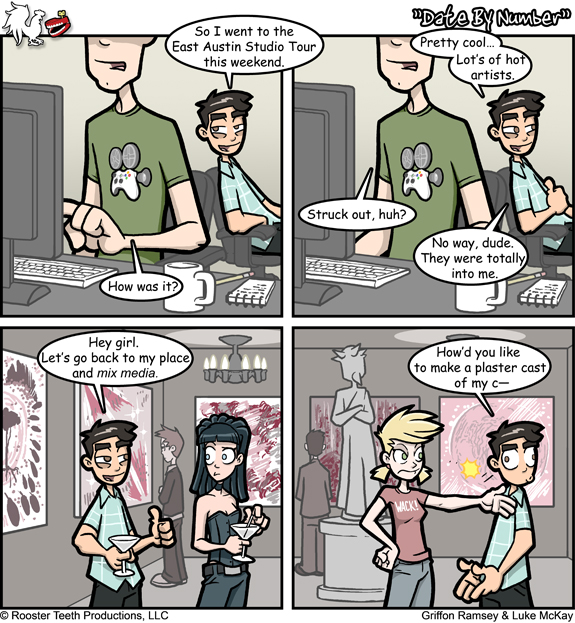 "Date By Number"
So I went to the
East Austin Studio Tour
this weekend.
How was it?
Pretty cool...
Lot's of hot
artists.
Struck out, huh?
No way, dude.
They were totally
into me.
Hey girl.
Let's go back to my place
and mix media.
How'd you like
to make a plaster cast
of my c—
WACK!
© Rooster Teeth Productions, LLC
Griffon Ramsey & Luke McKay